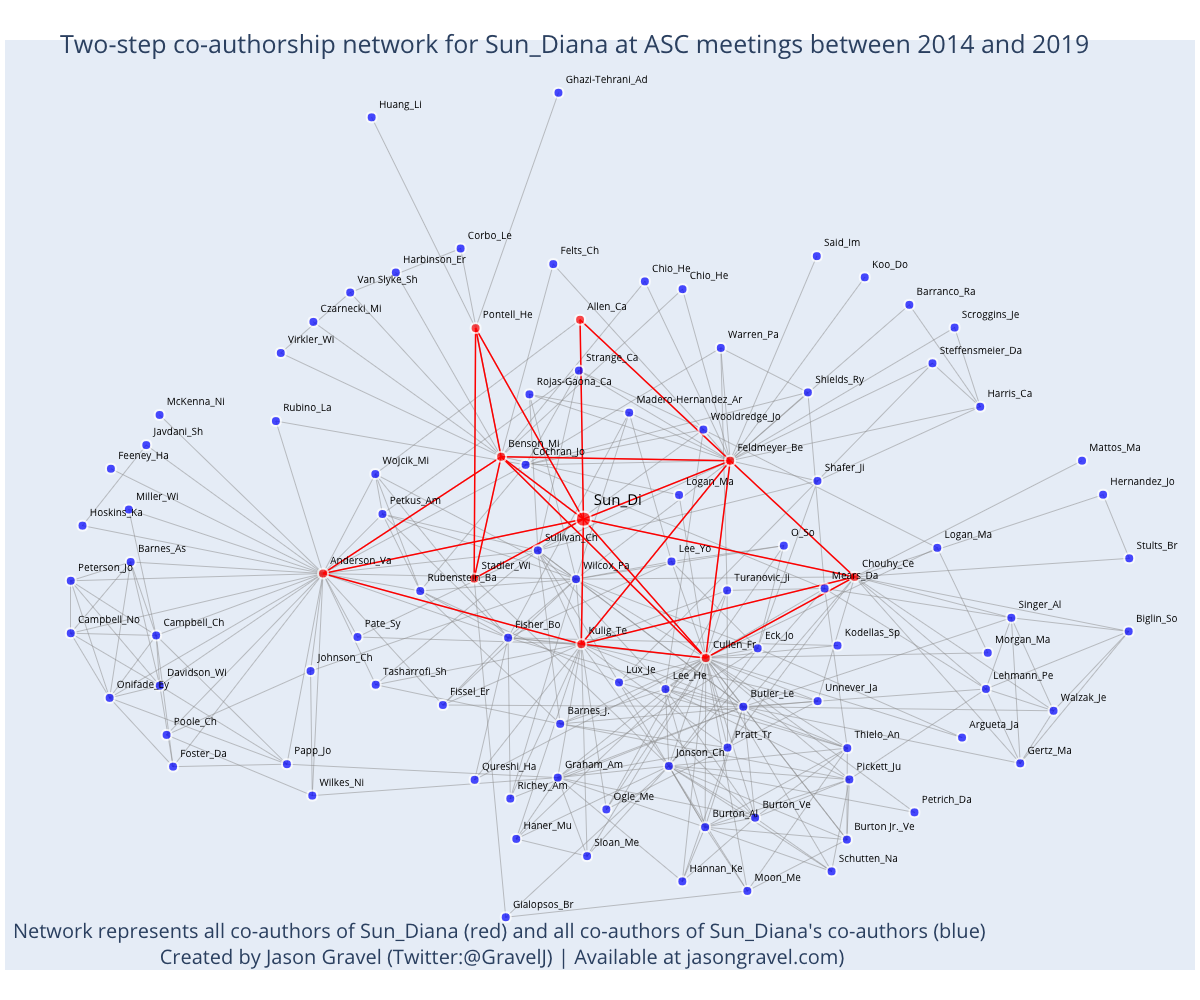 Two-step co-authorship network for Sun_Diana at ASC meetings between 2014 and 2019
Ghazi-Tehrani_Ad
Huang_Li
Corbo_Le
Said_Im
Felts_Ch
Harbinson_Er
Koo_Do
Chio_He
Chio_He
Van Slyke_Sh
Barranco_Ra
Czarnecki_Mi
Allen_Ca
Pontell_He
Scroggins_Je
Virkler_Wi
Warren_Pa
Steffensmeier_Da
Strange_Ca
Rojas-Gaona_Ca
Shields_Ry
Harris_Ca
McKenna_Ni
Madero-Hernandez_Ar
Rubino_La
Wooldredge_Jo
Javdani_Sh
Benson_Mi
Feldmeyer_Be
Mattos_Ma
Cochran_Jo
Feeney_Ha
Wojcik_Mi
Shafer_Ji
Logan_Ma
Hernandez_Jo
Miller_Wi
Petkus_Am
Sun_Di
Hoskins_Ka
Logan_Ma
Sullivan_Ch
O_So
Stults_Br
Barnes_As
Lee_Yo
Anderson_Va
Chouhy_Ce
Peterson_Jo
Stadler_Wi
Wilcox_Pa
Rubenstein_Ba
Turanovic_Ji
Mears_Da
Singer_Al
Campbell_No
Campbell_Ch
Biglin_So
Pate_Sy
Fisher_Bo
Kulig_Te
Cullen_Fr
Eck_Jo
Kodellas_Sp
Morgan_Ma
Johnson_Ch
Davidson_Wi
Tasharrofi_Sh
Lux_Je
Lee_He
Lehmann_Pe
Onifade_Ey
Fissel_Er
Butler_Le
Unnever_Ja
Walzak_Je
Poole_Ch
Barnes_J.
Argueta_Ja
Pratt_Tr
Thielo_An
Foster_Da
Papp_Jo
Jonson_Ch
Gertz_Ma
Qureshi_Ha
Graham_Am
Pickett_Ju
Wilkes_Ni
Richey_Am
Ogle_Me
Burton_Ve
Petrich_Da
Burton_Al
Haner_Mu
Burton Jr._Ve
Sloan_Me
Schutten_Na
Hannan_Ke
Moon_Me
Gialopsos_Br
Network represents all co-authors of Sun_Diana (red) and all co-authors of Sun_Diana's co-authors (blue)
Created by Jason Gravel (Twitter:@GravelJ) | Available at jasongravel.com)